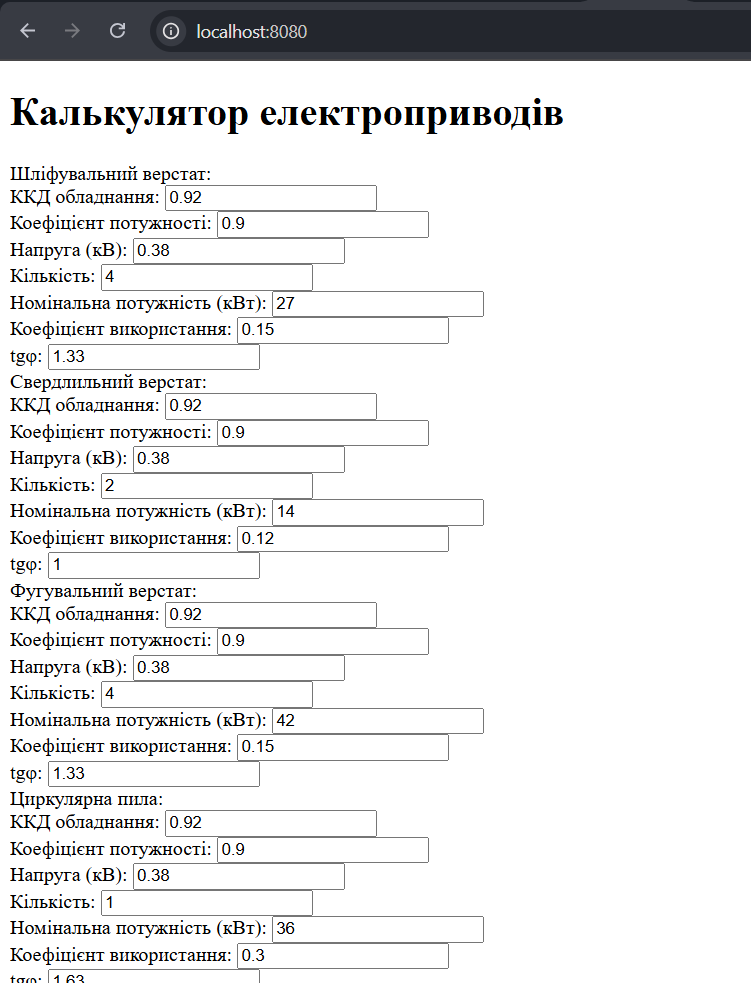 localhost:8080
Калькулятор електроприводів
Шліфувальний верстат:
ККД обладнання: 0.92
Коефіцієнт потужності: 0.9
Напруга (кВ): 0.38
Кількість: 4
Номінальна потужність (кВт): 27
Коефіцієнт використання: 0.15
tgφ: 1.33
Свердлильний верстат:
ККД обладнання: 0.92
Коефіцієнт потужності: 0.9
Напруга (кВ): 0.38
Кількість: 2
Номінальна потужність (кВт): 14
Коефіцієнт використання: 0.12
tgφ: 1
Фугувальний верстат:
ККД обладнання: 0.92
Коефіцієнт потужності: 0.9
Напруга (кВ): 0.38
Кількість: 4
Номінальна потужність (кВт): 42
Коефіцієнт використання: 0.15
tgφ: 1.33
Циркулярна пила:
ККД обладнання: 0.92
Коефіцієнт потужності: 0.9
Напруга (кВ): 0.38
Кількість: 1
Номінальна потужність (кВт): 36
Коефіцієнт використання: 0.3
tgφ: 1.63